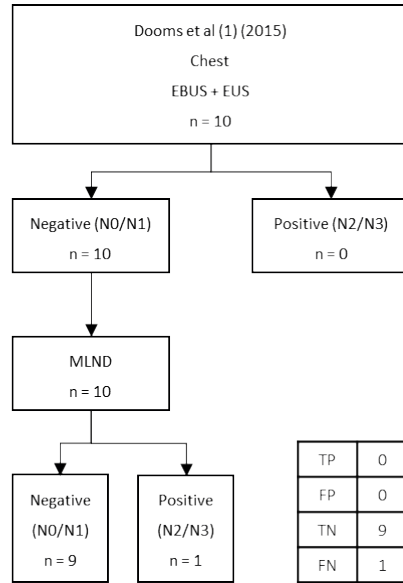 Dooms et al (1) (2015)
Chest
EBUS + EUS
n = 10
Negative (N0/N1)
n = 10
Positive (N2/N3)
n = 0
MLND
n = 10
Negative
(N0/N1)
n = 9
Positive
(N2/N3)
n = 1
TP 0
FP 0
TN 9
FN 1